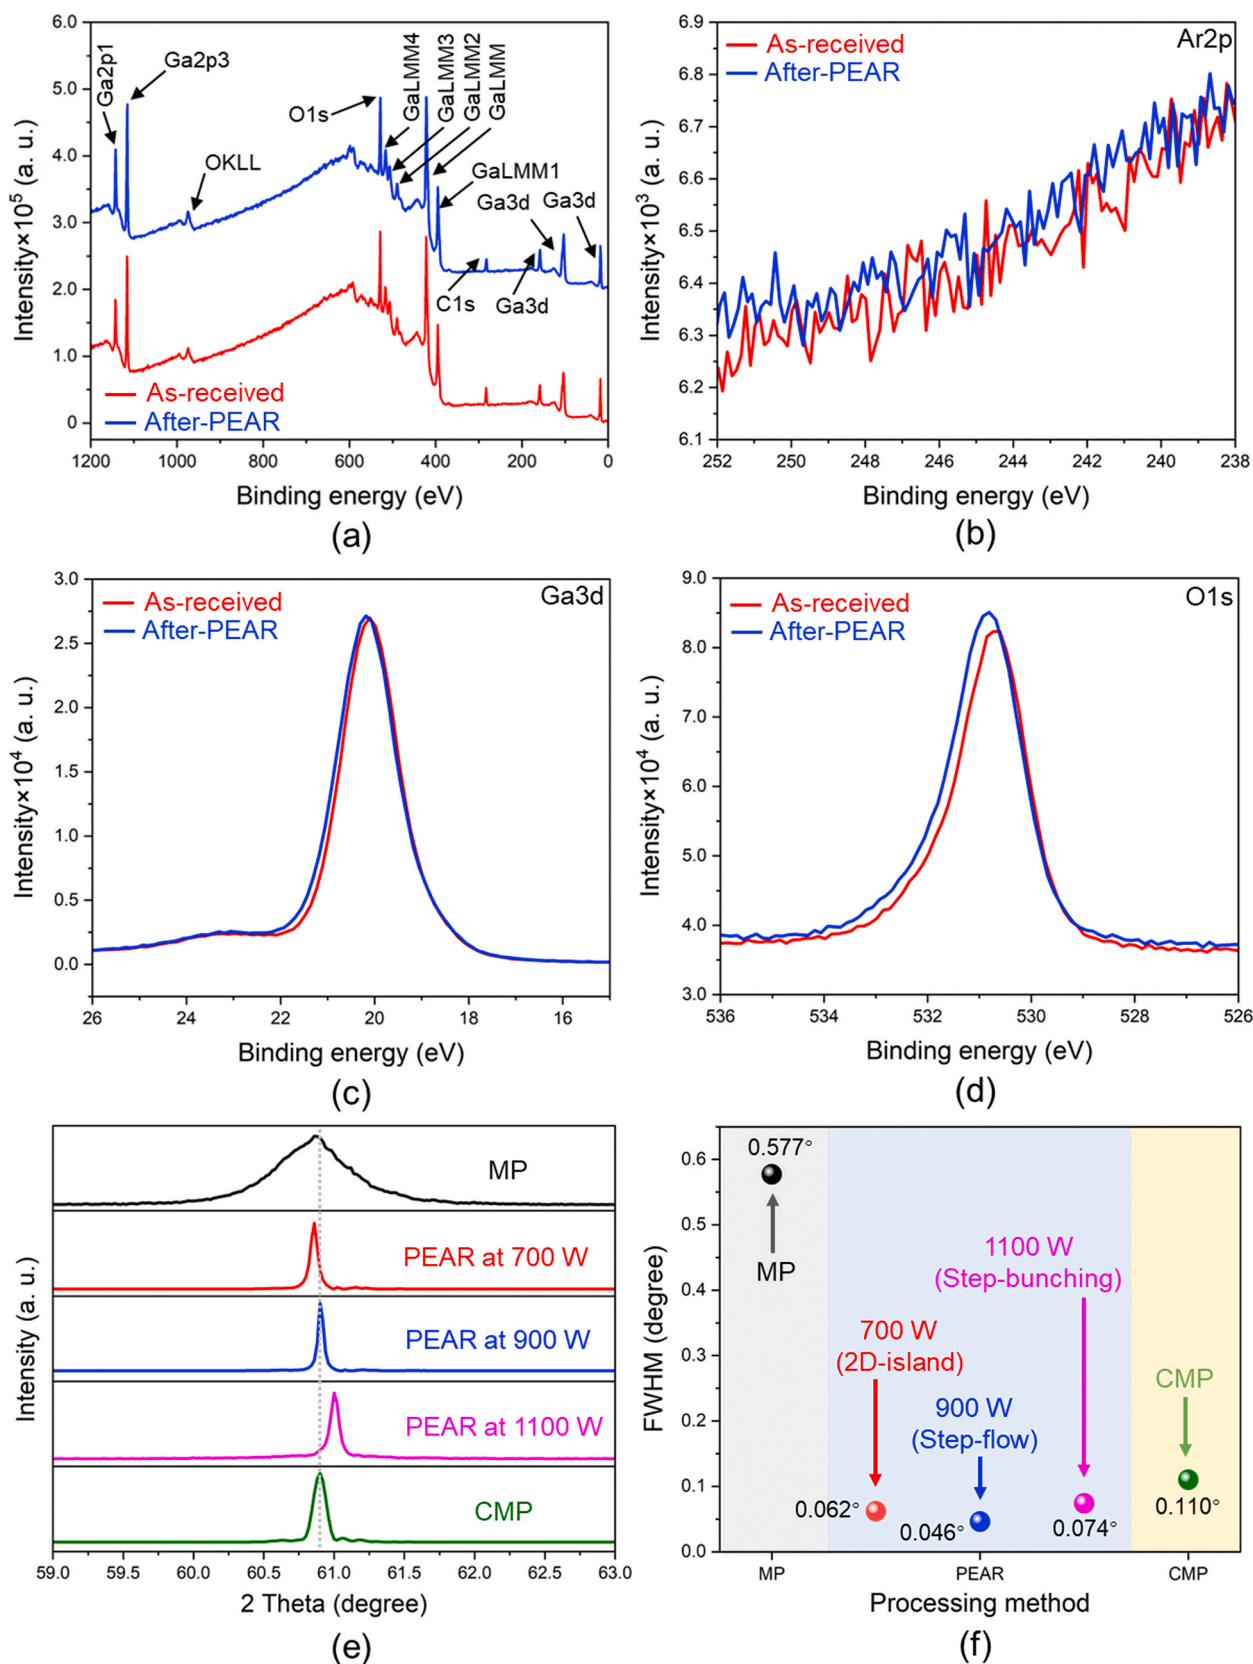 6.0
5.0
4.0
3.0
2.0
1.0
0
Intensity×10⁵ (a. u.)
Ga2p1
Ga2p3
OKLL
O1s
GaLMM4
GaLMM3
GaLMM2
GaLMM
GaLMM1
Ga3d
Ga3d
C1s
Ga3d
As-received
After-PEAR
1200 1000 800 600 400 200 0
Binding energy (eV)
(a)
6.9
6.8
6.7
6.6
6.5
6.4
6.3
6.2
6.1
Intensity×10³ (a. u.)
As-received
After-PEAR
Ar2p
252 250 248 246 244 242 240 238
Binding energy (eV)
(b)
3.0
2.5
2.0
1.5
1.0
0.5
0.0
Intensity×10⁴ (a. u.)
As-received
After-PEAR
Ga3d
26 24 22 20 18 16
Binding energy (eV)
(c)
9.0
8.0
7.0
6.0
5.0
4.0
3.0
Intensity×10⁴ (a. u.)
As-received
After-PEAR
O1s
536 534 532 530 528 526
Binding energy (eV)
(d)
Intensity (a. u.)
MP
PEAR at 700 W
PEAR at 900 W
PEAR at 1100 W
CMP
59.0 59.5 60.0 60.5 61.0 61.5 62.0 62.5 63.0
2 Theta (degree)
(e)
0.6
0.5
0.4
0.3
0.2
0.1
0.0
FWHM (degree)
0.577°
MP
1100 W
(Step-bunching)
700 W
(2D-island)
900 W
(Step-flow)
CMP
0.062°
0.046°
0.074°
0.110°
MP PEAR CMP
Processing method
(f)